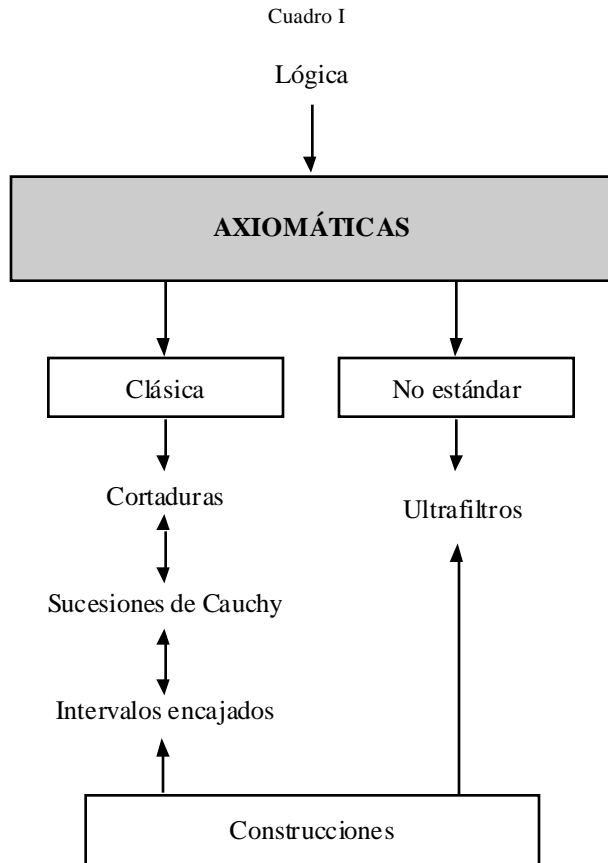 Cuadro I
Lógica
AXIOMÁTICAS
Clásica
No estándar
Cortaduras
Ultrafiltros
Sucesiones de Cauchy
Intervalos encajados
Construcciones